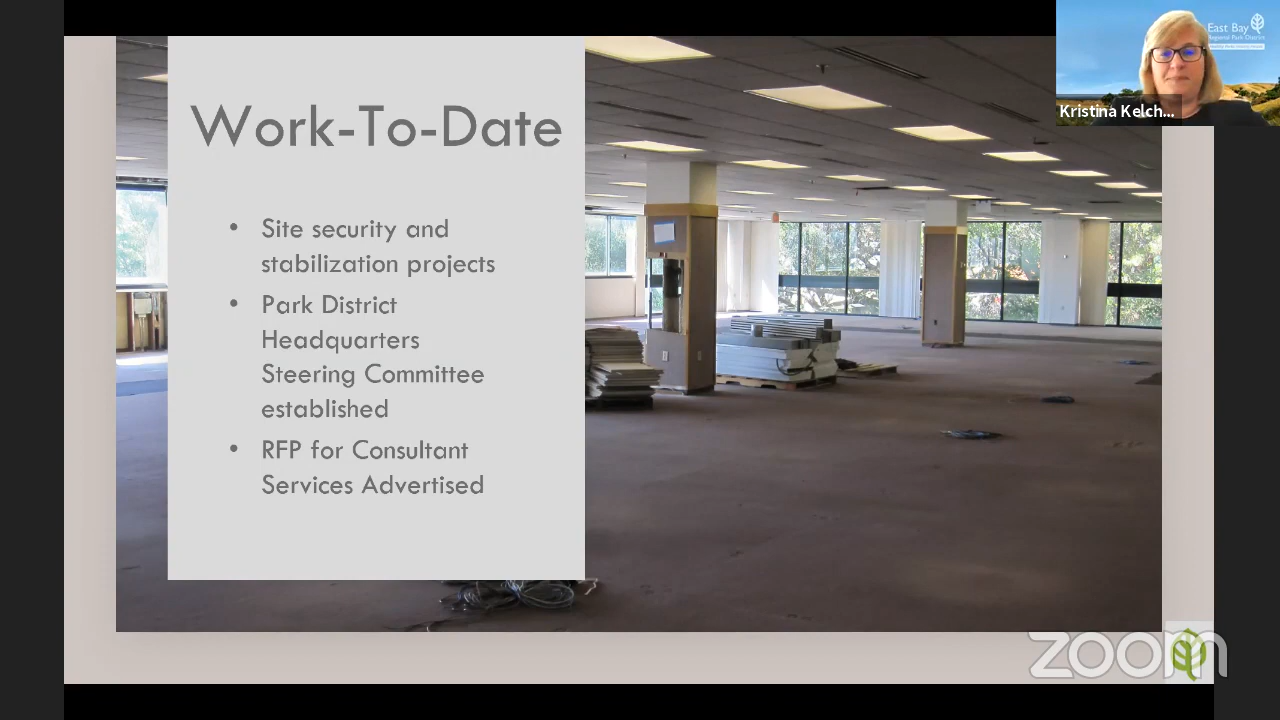 East Bay
Regional Park District
Kristina Kelch...
Work-To-Date
• Site security and
stabilization projects
• Park District
Headquarters
Steering Committee
established
• RFP for Consultant
Services Advertised
zoom